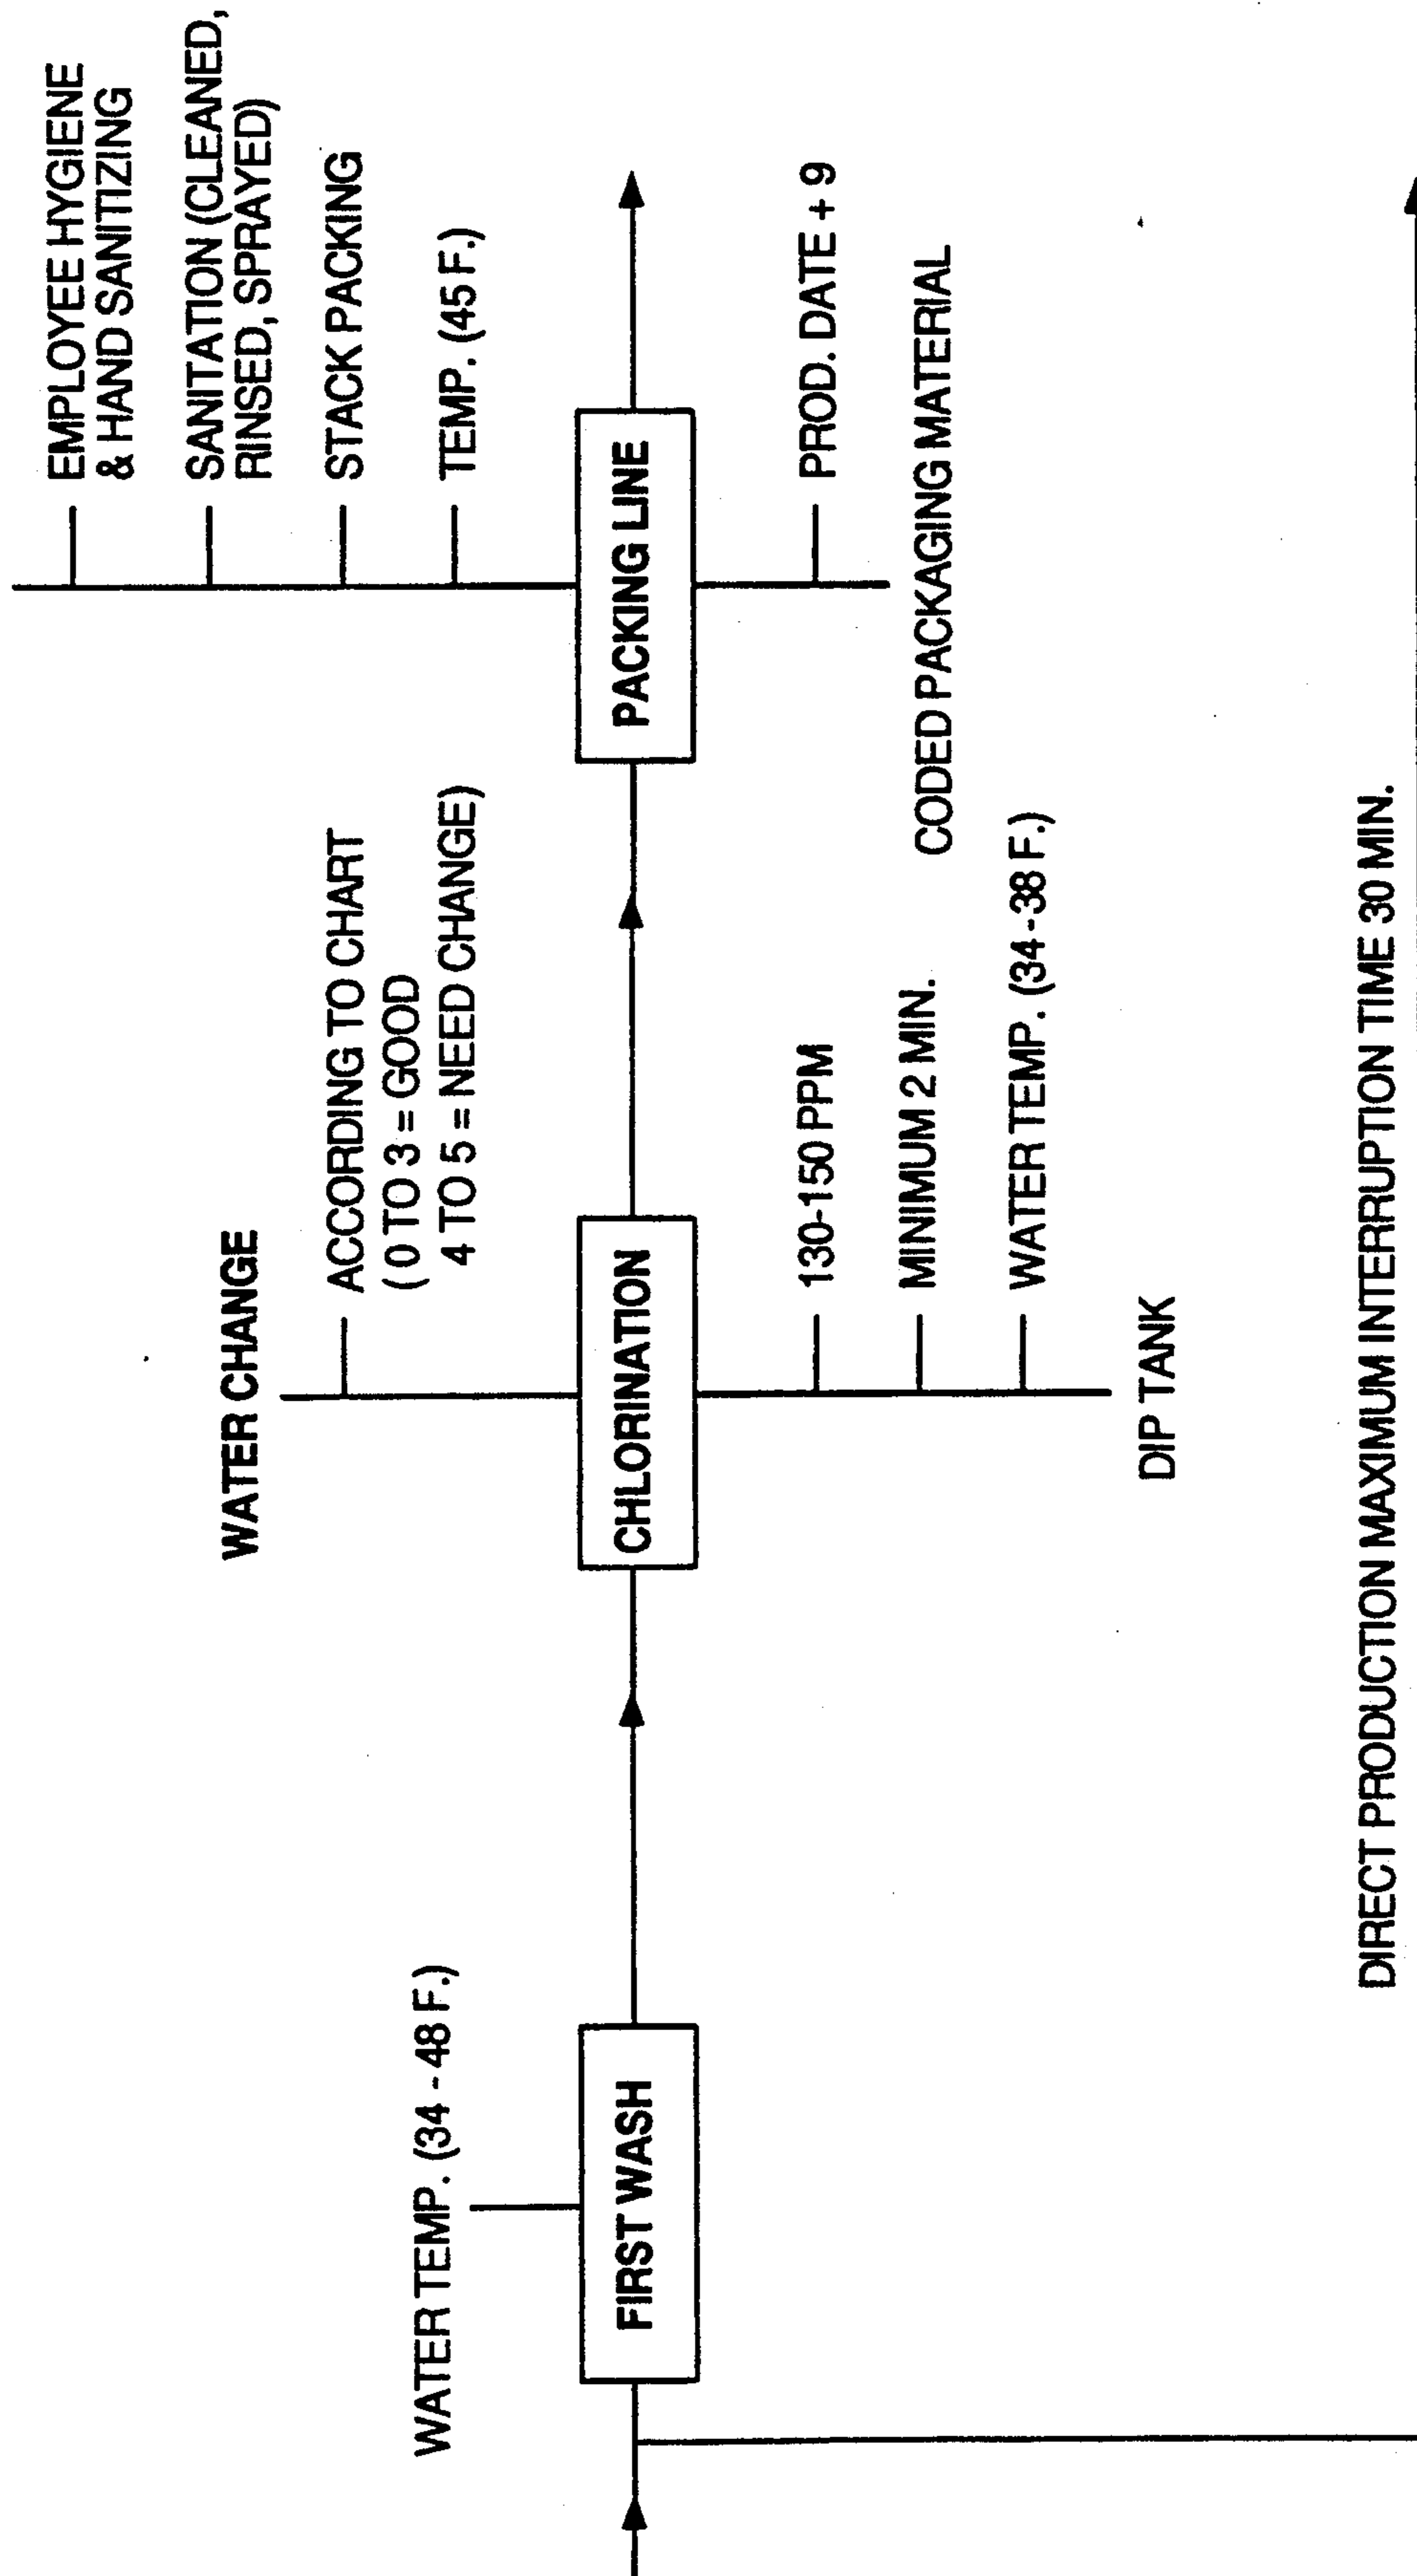 WATER TEMP. (34 - 48 F.)
FIRST WASH
WATER CHANGE
ACCORDING TO CHART
( 0 TO 3 = GOOD
4 TO 5 = NEED CHANGE)
CHLORINATION
130-150 PPM
MINIMUM 2 MIN.
WATER TEMP. (34 -38 F.)
DIP TANK
EMPLOYEE HYGIENE
& HAND SANITIZING
SANITATION (CLEANED,
RINSED, SPRAYED)
STACK PACKING
TEMP. (45 F.)
PACKING LINE
PROD. DATE + 9
CODED PACKAGING MATERIAL
DIRECT PRODUCTION MAXIMUM INTERRUPTION TIME 30 MIN.